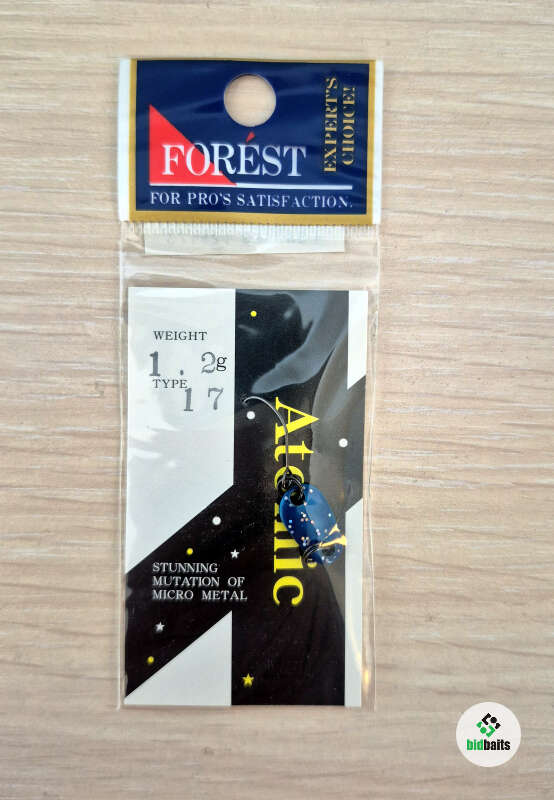 EXPERT'S
CHOICE!
FORÉST
FOR PRO'S SATISFACTION.
WEIGHT
1.2g
TYPE
17
STUNNING
MUTATION OF
MICRO METAL
bidbaits